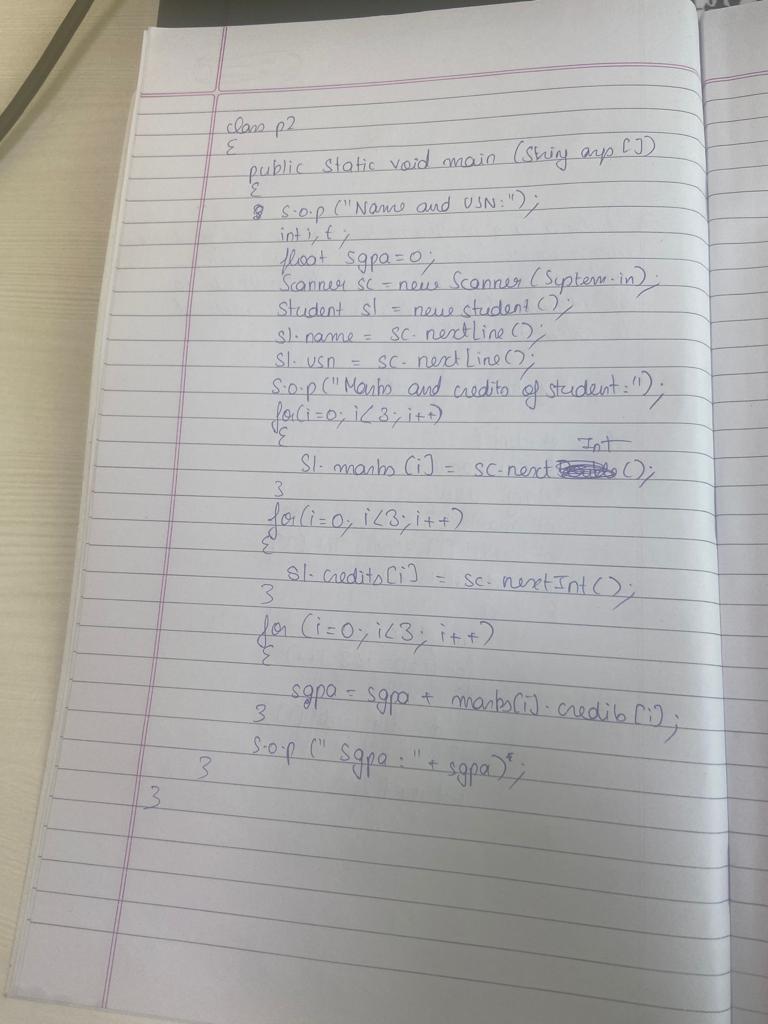 class p2
{
public static void main (String args[])
{
S.o.p ("Name and USN:");
int i, t;
float sgpa=0;
Scanner sc = new Scanner (System.in);
Student s1 = new student ();
s1.name = sc.nextLine();
s1.usn = sc.nextLine();
S.o.p ("Marks and credits of student:");
for(i=0; i<3; i++)
{
S1.marks [i] = sc.next Int ();
}
for(i=0; i<3; i++)
{
S1.credits[i] = sc.nextInt();
}
for (i=0; i<3; i++)
{
sgpa = sgpa + marks[i].credits[i];
}
S.o.p (" sgpa :"+ sgpa);
}
}